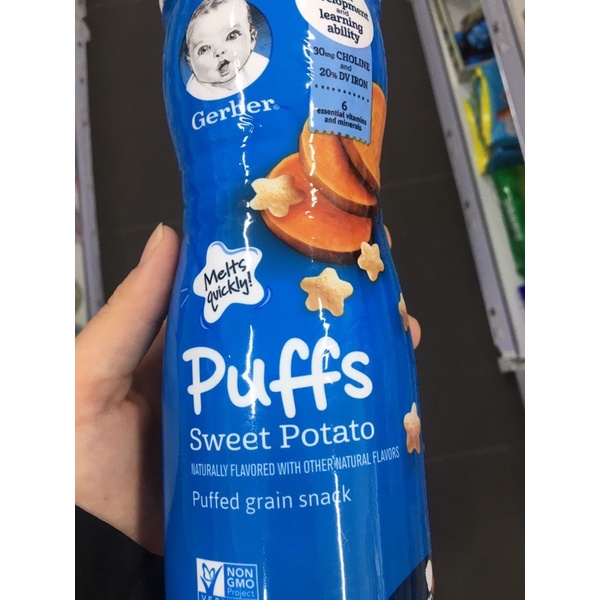 and
learning
ability
30mg CHOLINE
and
20% DV IRON
6
essential vitamins
and minerals
Gerber®
Melts
quickly!
Puffs
Sweet Potato
NATURALLY FLAVORED WITH OTHER NATURAL FLAVORS
Puffed grain snack
NON
GMO
Project